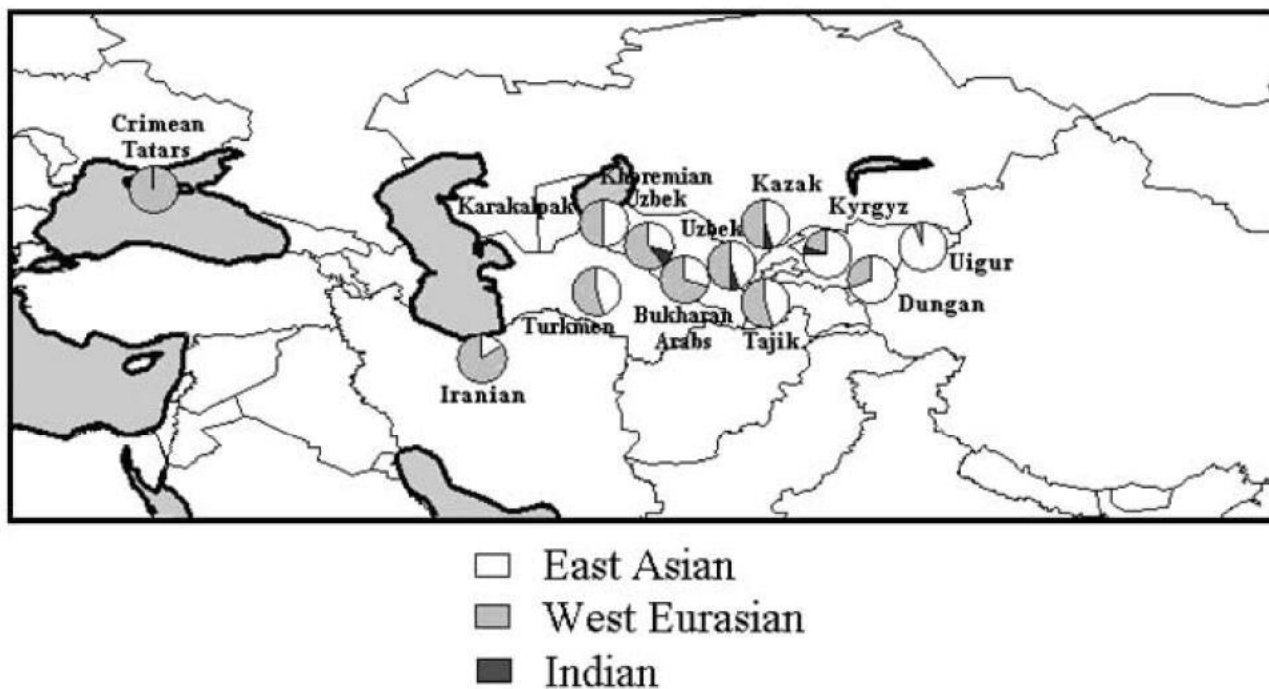 Crimean
Tatars
Karakalpak
Khoremian
Uzbek
Uzbek
Kazak
Kyrgyz
Uigur
Dungan
Turkmen
Bukharan
Arabs
Tajik
Iranian
East Asian
West Eurasian
Indian